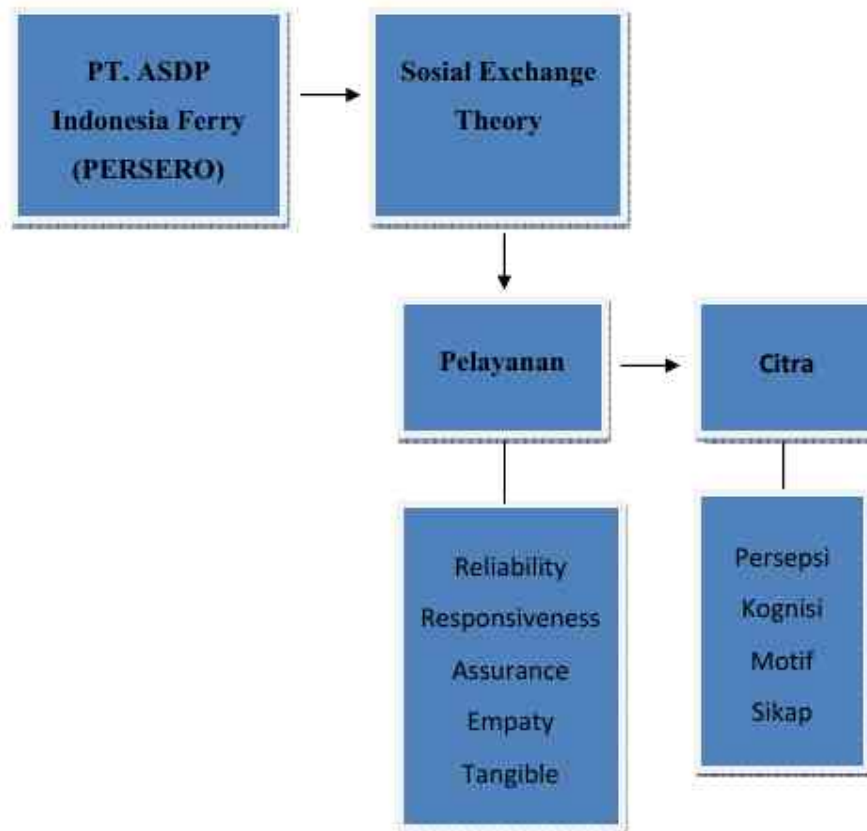 PT. ASDP
Indonesia Ferry
(PERSERO)
Sosial Exchange
Theory
Pelayanan
Citra
Reliability
Responsiveness
Assurance
Empaty
Tangible
Persepsi
Kognisi
Motif
Sikap